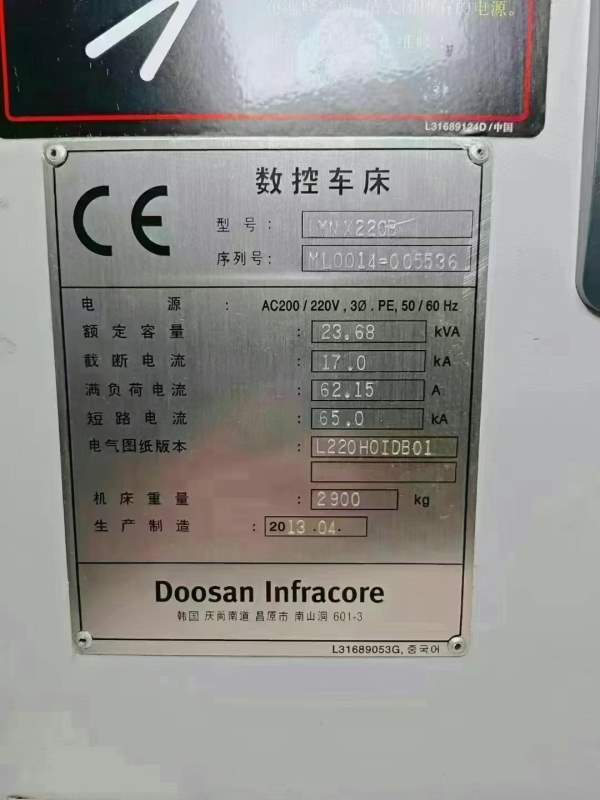 的电源。
L31689124D/中国
CE
数控车床
型号:
序列号: ML0014-005536
电源 : AC200/220V, 3Ø. PE, 50/60 Hz
额定容量 : 23.68 kVA
截断电流 : 17.0 kA
满负荷电流 : 62.15 A
短路电流 : 65.0 kA
电气图纸版本 : L220H0IDB01
机床重量 : 2900 kg
生产制造 : 2013.04.
Doosan Infracore
韩国 庆尚南道 昌原市 南山洞 601-3
L31689053G, 중국어